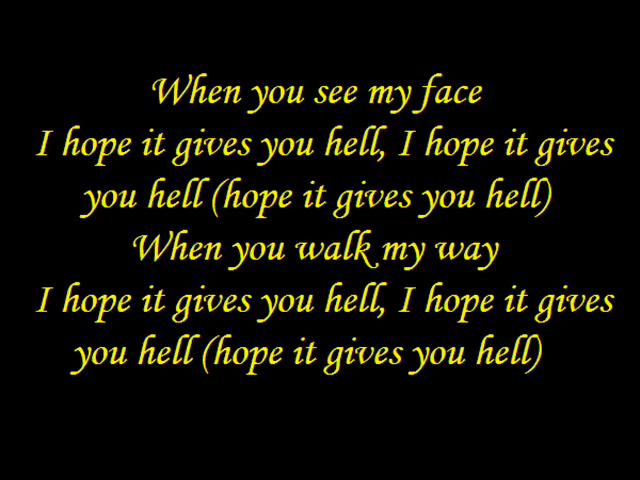 When you see my face
I hope it gives you hell, I hope it gives
you hell (hope it gives you hell)
When you walk my way
I hope it gives you hell, I hope it gives
you hell (hope it gives you hell)